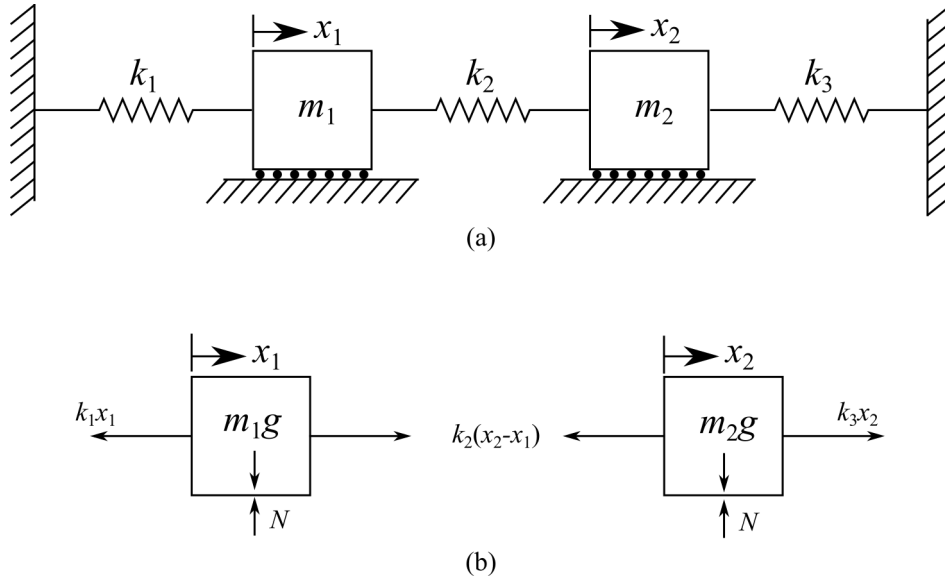 x₁ x₂
k₁ k₂ k₃
m₁ m₂
(a)
x₁ x₂
k₁x₁ m₁g k₂(x₂-x₁) m₂g k₃x₂
N N
(b)